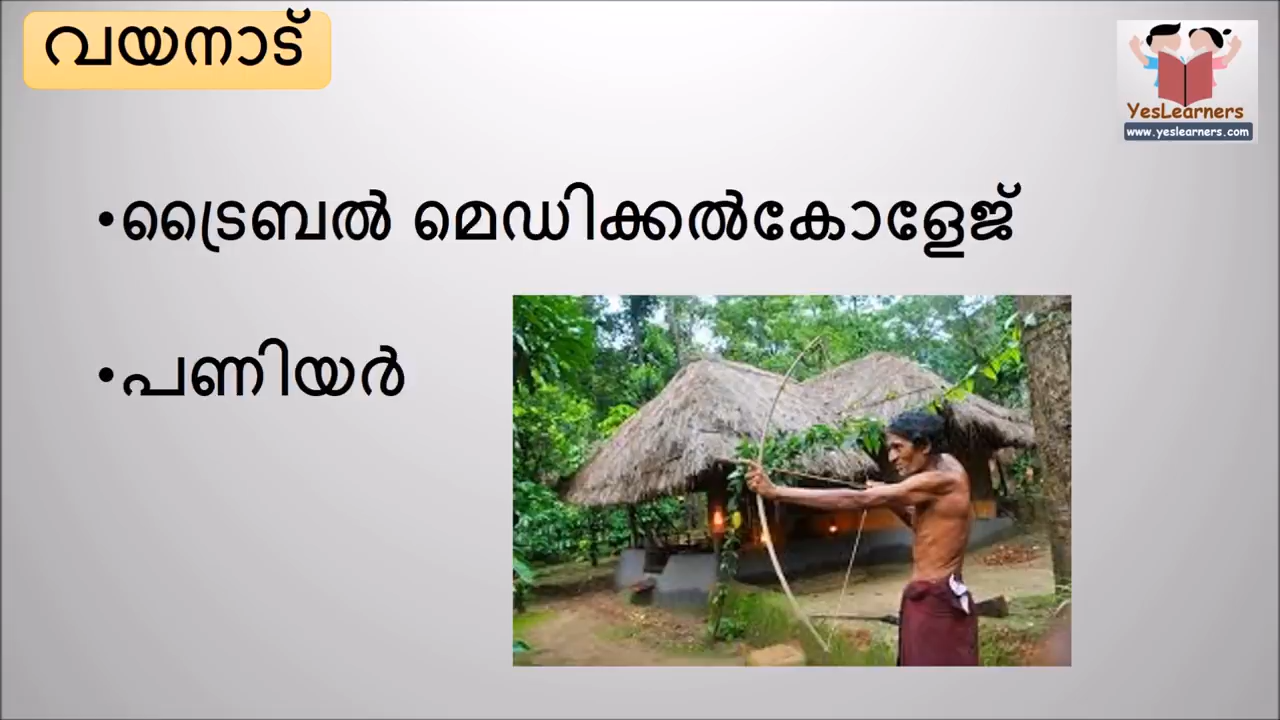 വയനാട്
YesLearners
www.yeslearners.com
•ട്രൈബൽ മെഡിക്കൽകോളേജ്
•പണിയർ